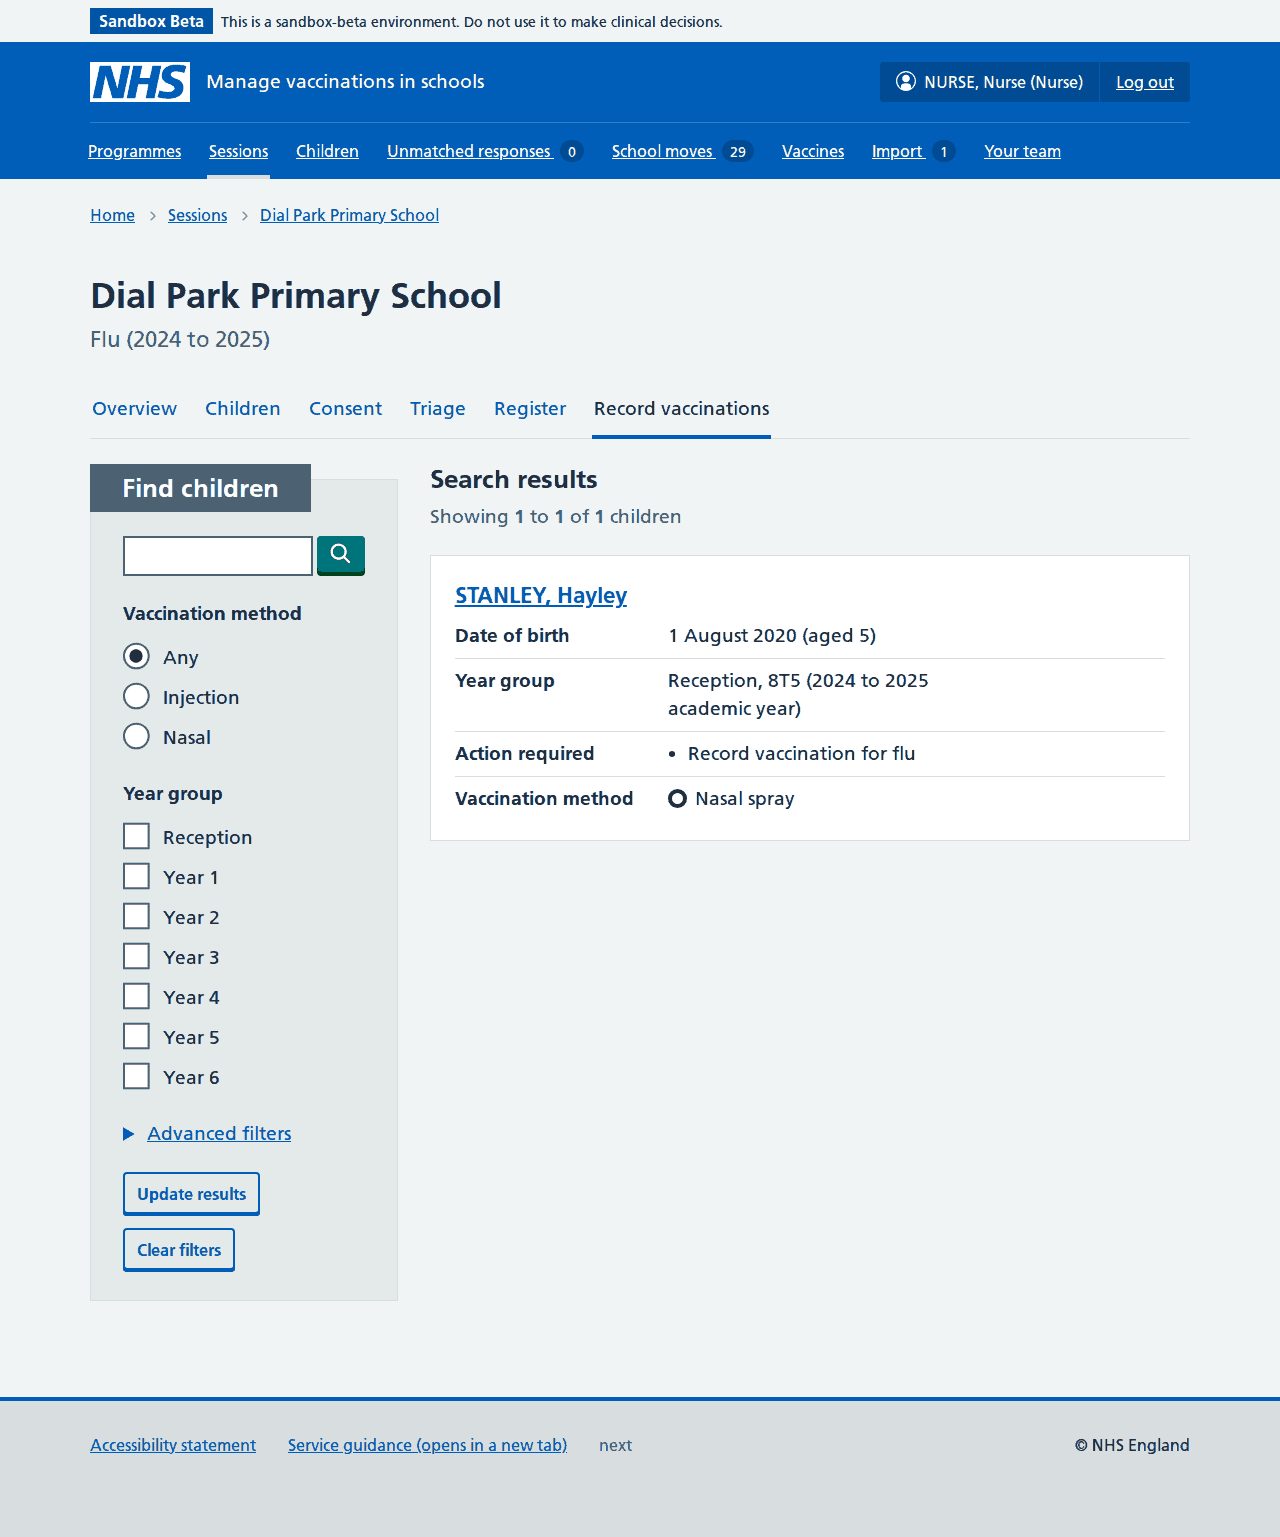 Sandbox Beta This is a sandbox-beta environment. Do not use it to make clinical decisions.
NHS Manage vaccinations in schools NURSE, Nurse (Nurse) Log out
Programmes Sessions Children Unmatched responses 0 School moves 29 Vaccines Import 1 Your team
Home Sessions Dial Park Primary School
Dial Park Primary School
Flu (2024 to 2025)
Overview Children Consent Triage Register Record vaccinations
Find children
Vaccination method
Any
Injection
Nasal
Year group
Reception
Year 1
Year 2
Year 3
Year 4
Year 5
Year 6
Advanced filters
Update results
Clear filters
Search results
Showing 1 to 1 of 1 children
STANLEY, Hayley
Date of birth 1 August 2020 (aged 5)
Year group Reception, 8T5 (2024 to 2025
academic year)
Action required • Record vaccination for flu
Vaccination method Nasal spray
Accessibility statement Service guidance (opens in a new tab) next © NHS England